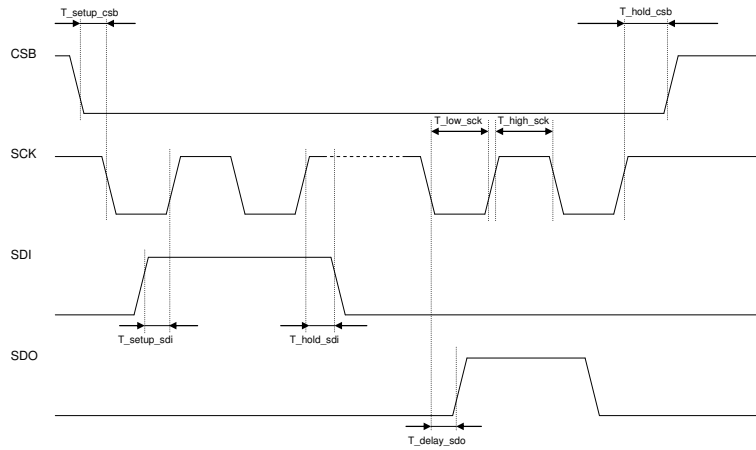 T_setup_csb
T_hold_csb
CSB
T_low_sck
T_high_sck
SCK
SDI
T_setup_sdi
T_hold_sdi
SDO
T_delay_sdo